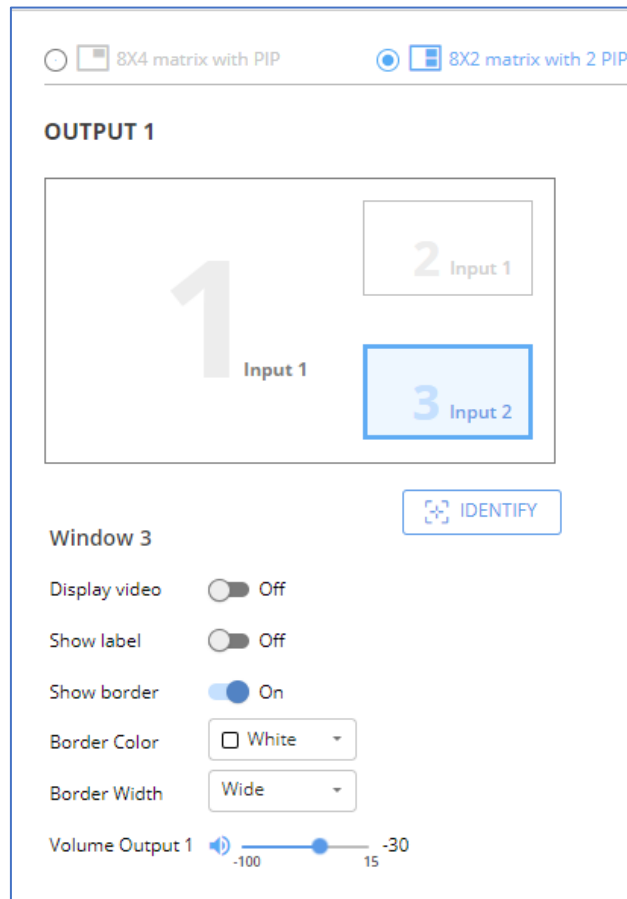 8X4 matrix with PIP
8X2 matrix with 2 PIP
OUTPUT 1
1 Input 1
2 Input 1
3 Input 2
IDENTIFY
Window 3
Display video Off
Show label Off
Show border On
Border Color White
Border Width Wide
Volume Output 1 -30
-100 15